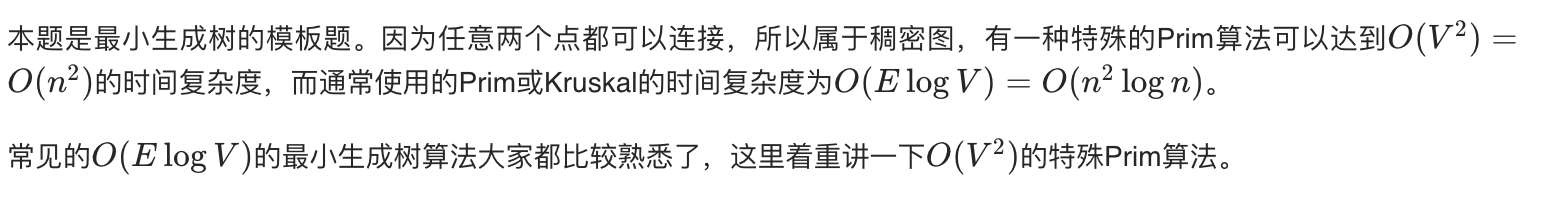 本题是最小生成树的模板题。因为任意两个点都可以连接，所以属于稠密图，有一种特殊的Prim算法可以达到O(V²) =
O(n²)的时间复杂度，而通常使用的Prim或Kruskal的时间复杂度为O(E log V) = O(n² log n)。
常见的O(E log V)的最小生成树算法大家都比较熟悉了，这里着重讲一下O(V²)的特殊Prim算法。